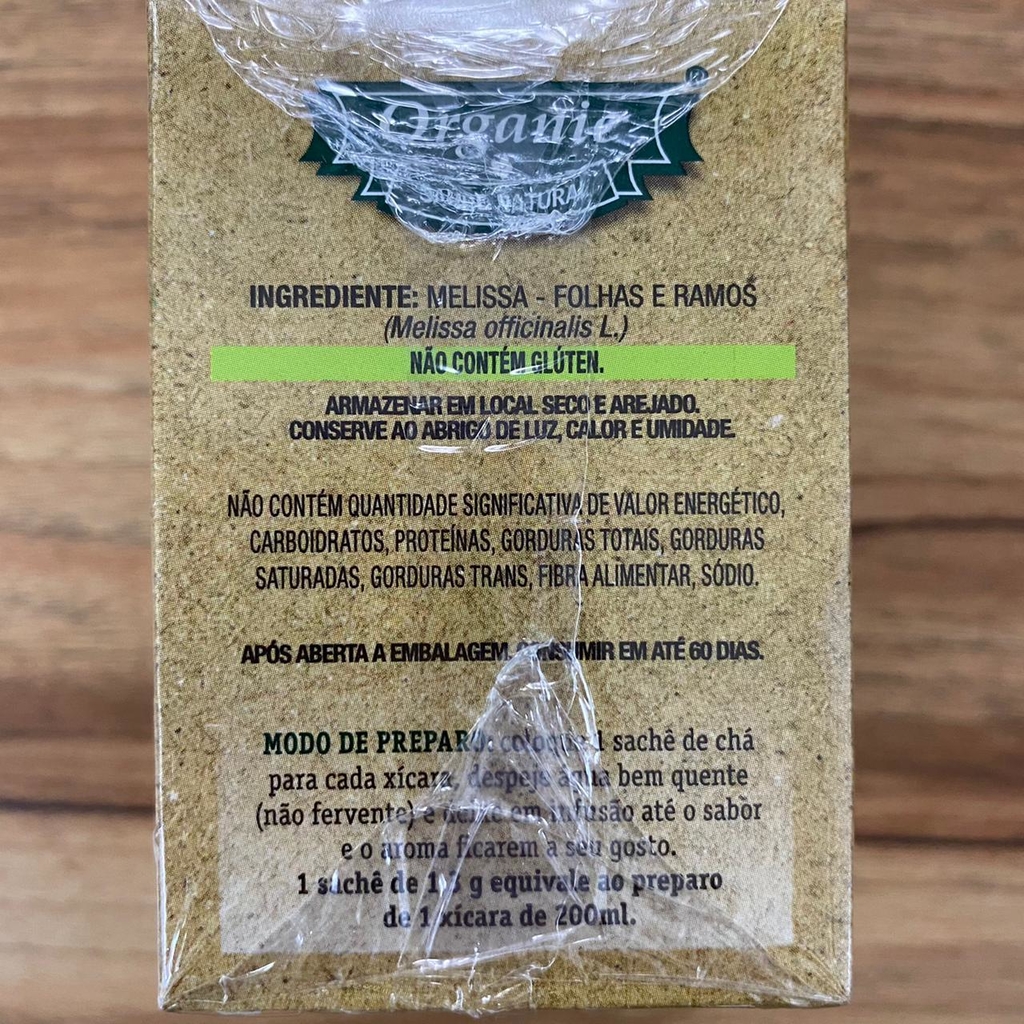 Organic
®
NATURAL
INGREDIENTE: MELISSA - FOLHAS E RAMOS
(Melissa officinalis L.)
NÃO CONTÉM GLÚTEN.
ARMAZENAR EM LOCAL SECO E AREJADO.
CONSERVE AO ABRIGO DE LUZ, CALOR E UMIDADE.
NÃO CONTÉM QUANTIDADE SIGNIFICATIVA DE VALOR ENERGÉTICO,
CARBOIDRATOS, PROTEÍNAS, GORDURAS TOTAIS, GORDURAS
SATURADAS, GORDURAS TRANS, FIBRA ALIMENTAR, SÓDIO.
APÓS ABERTA A EMBALAGEM, CONSUMIR EM ATÉ 60 DIAS.
MODO DE PREPARO: coloque 1 sachê de chá
para cada xícara, despeje água bem quente
(não fervente) e deixe em infusão até o sabor
e o aroma ficarem a seu gosto.
1 sachê de g equivale ao preparo
de 1 xícara de 200ml.